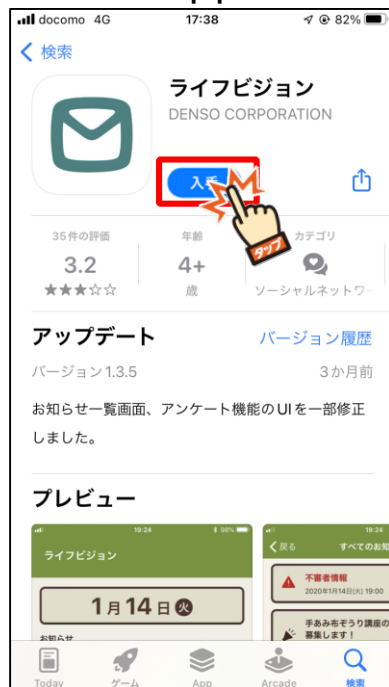 docomo 4G 17:38 82%
検索
ライフビジョン
DENSO CORPORATION
タップ
35件の評価 年齢 カテゴリ
3.2 4+
歳 ソーシャルネットワ
アップデート バージョン履歴
バージョン 1.3.5 3か月前
お知らせ一覧画面、アンケート機能のUIを一部修正
しました。
プレビュー
19:24 98% 19:24
ライフビジョン 戻る すべてのお知
1月14日火
不審者情報
2020年1月14日(火) 19:00
お知らせ
手あみ布ぞうり講座の
募集します!
Today ゲーム App Arcade 検索